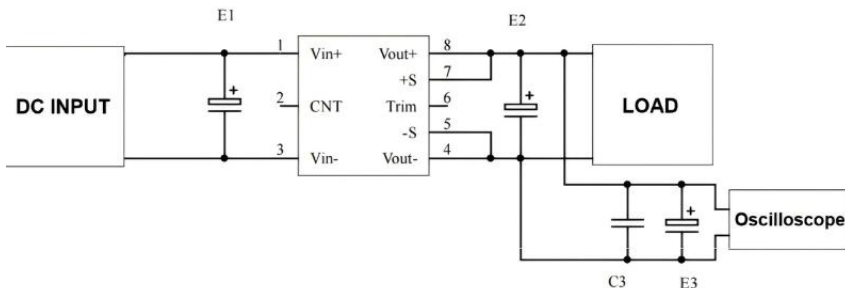 E1
E2
1 Vin+ Vout+ 8
+S 7
DC INPUT
2 CNT Trim 6
LOAD
-S 5
3 Vin- Vout- 4
Oscilloscope
C3 E3